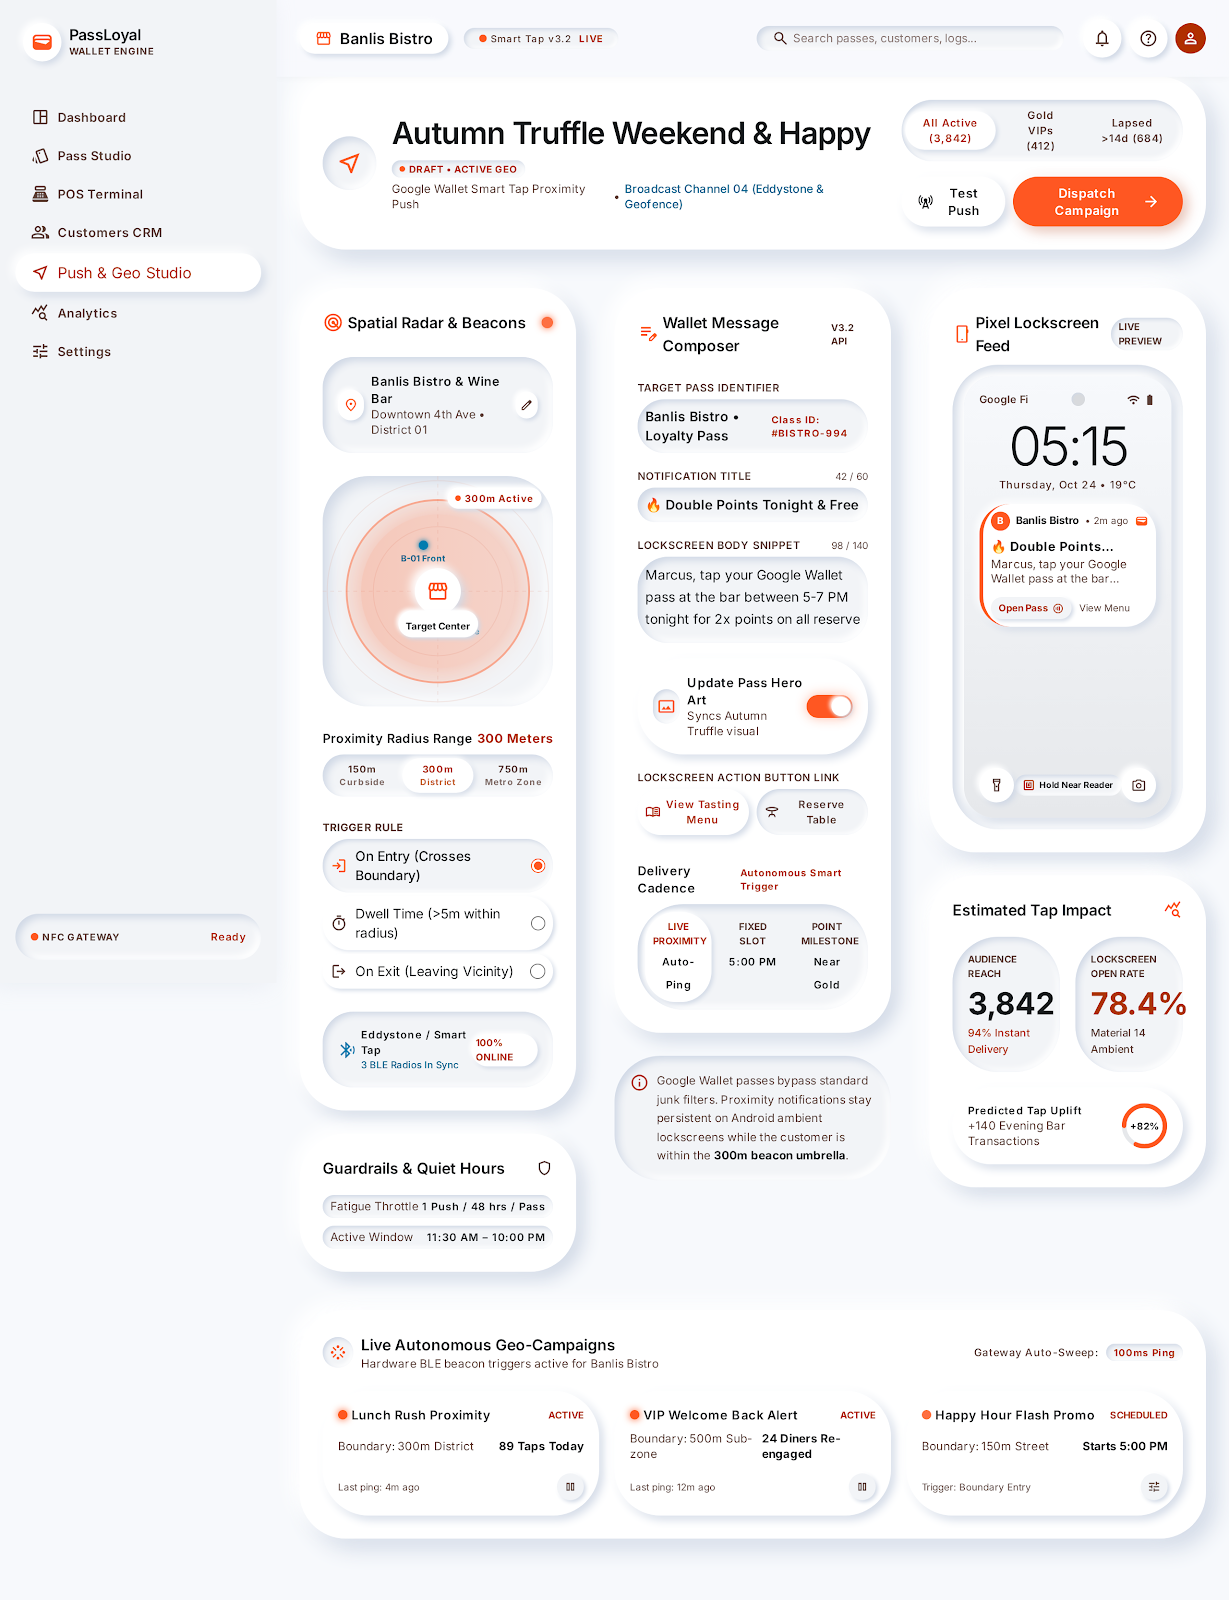 PassLoyal
WALLET ENGINE
Dashboard
Pass Studio
POS Terminal
Customers CRM
Push & Geo Studio
Analytics
Settings
NFC GATEWAY
Ready
Banlis Bistro
Smart Tap v3.2 LIVE
Search passes, customers, logs...
Autumn Truffle Weekend & Happy
DRAFT • ACTIVE GEO
Google Wallet Smart Tap Proximity
Push
•
Broadcast Channel 04 (Eddystone &
Geofence)
All Active
(3,842)
Gold
VIPs
(412)
Lapsed
>14d (684)
Test
Push
Dispatch
Campaign
Spatial Radar & Beacons
Banlis Bistro & Wine
Bar
Downtown 4th Ave •
District 01
300m Active
B-01 Front
Target Center
Proximity Radius Range 300 Meters
150m
Curbside
300m
District
750m
Metro Zone
TRIGGER RULE
On Entry (Crosses
Boundary)
Dwell Time (>5m within
radius)
On Exit (Leaving Vicinity)
Eddystone / Smart
Tap
3 BLE Radios In Sync
100%
ONLINE
Guardrails & Quiet Hours
Fatigue Throttle 1 Push / 48 hrs / Pass
Active Window 11:30 AM – 10:00 PM
Wallet Message
Composer
V3.2
API
TARGET PASS IDENTIFIER
Banlis Bistro •
Loyalty Pass
Class ID:
#BISTRO-994
NOTIFICATION TITLE 42 / 60
🔥 Double Points Tonight & Free
LOCKSCREEN BODY SNIPPET 98 / 140
Marcus, tap your Google Wallet
pass at the bar between 5-7 PM
tonight for 2x points on all reserve
Update Pass Hero
Art
Syncs Autumn
Truffle visual
LOCKSCREEN ACTION BUTTON LINK
View Tasting
Menu
Reserve
Table
Delivery
Cadence
Autonomous Smart
Trigger
LIVE
PROXIMITY
Auto-
Ping
FIXED
SLOT
5:00 PM
POINT
MILESTONE
Near
Gold
Google Wallet passes bypass standard
junk filters. Proximity notifications stay
persistent on Android ambient
lockscreens while the customer is
within the 300m beacon umbrella.
Pixel Lockscreen
Feed
LIVE
PREVIEW
Google Fi
05:15
Thursday, Oct 24 • 19°C
B
Banlis Bistro • 2m ago
🔥 Double Points...
Marcus, tap your Google
Wallet pass at the bar...
Open Pass
View Menu
Hold Near Reader
Estimated Tap Impact
AUDIENCE
REACH
3,842
94% Instant
Delivery
LOCKSCREEN
OPEN RATE
78.4%
Material 14
Ambient
Predicted Tap Uplift
+140 Evening Bar
Transactions
+82%
Live Autonomous Geo-Campaigns
Hardware BLE beacon triggers active for Banlis Bistro
Gateway Auto-Sweep: 100ms Ping
Lunch Rush Proximity ACTIVE
Boundary: 300m District 89 Taps Today
Last ping: 4m ago
VIP Welcome Back Alert ACTIVE
Boundary: 500m Sub-
zone
24 Diners Re-
engaged
Last ping: 12m ago
Happy Hour Flash Promo SCHEDULED
Boundary: 150m Street Starts 5:00 PM
Trigger: Boundary Entry